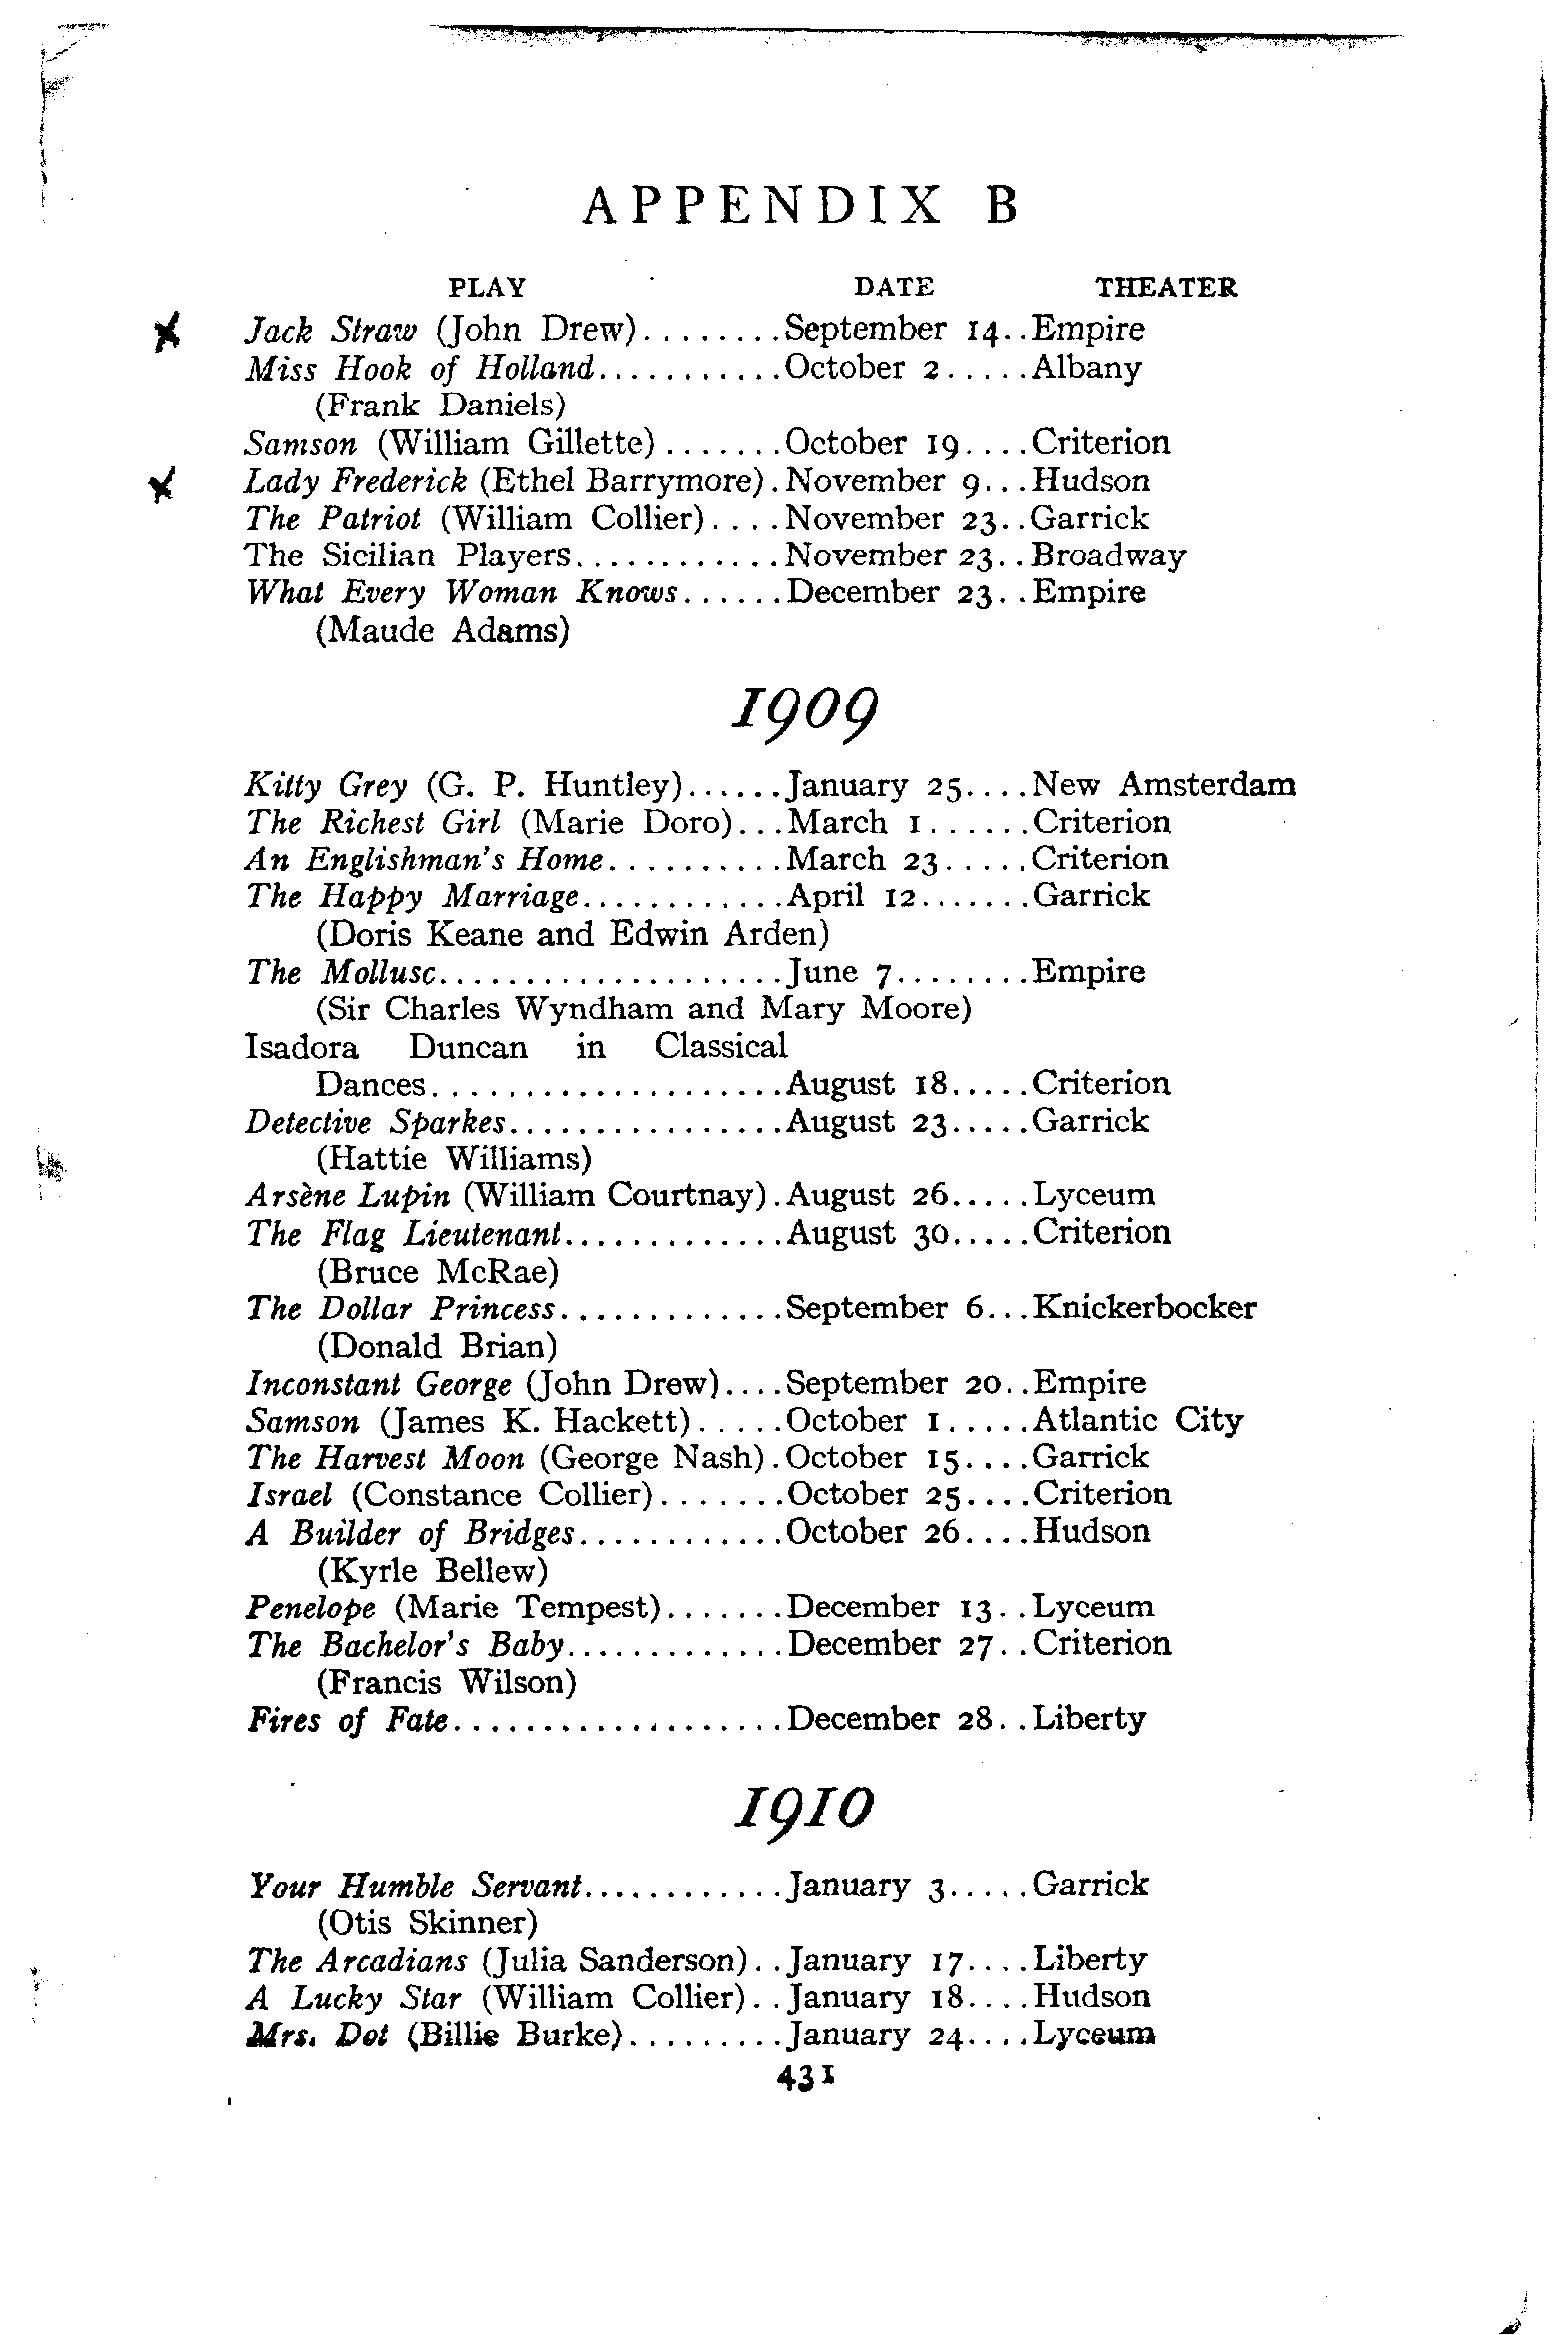 APPENDIX B
PLAY DATE THEATER
Jack Straw (John Drew)........September 14..Empire
Miss Hook of Holland...........October 2.....Albany
(Frank Daniels)
Samson (William Gillette).......October 19....Criterion
Lady Frederick (Ethel Barrymore).November 9...Hudson
The Patriot (William Collier)....November 23..Garrick
The Sicilian Players............November 23..Broadway
What Every Woman Knows......December 23..Empire
(Maude Adams)
1909
Kitty Grey (G. P. Huntley)......January 25....New Amsterdam
The Richest Girl (Marie Doro)...March 1......Criterion
An Englishman's Home..........March 23.....Criterion
The Happy Marriage............April 12.......Garrick
(Doris Keane and Edwin Arden)
The Mollusc....................June 7........Empire
(Sir Charles Wyndham and Mary Moore)
Isadora Duncan in Classical
Dances....................August 18.....Criterion
Detective Sparkes................August 23.....Garrick
(Hattie Williams)
Arsène Lupin (William Courtnay).August 26.....Lyceum
The Flag Lieutenant.............August 30.....Criterion
(Bruce McRae)
The Dollar Princess.............September 6...Knickerbocker
(Donald Brian)
Inconstant George (John Drew)....September 20..Empire
Samson (James K. Hackett).....October 1.....Atlantic City
The Harvest Moon (George Nash).October 15....Garrick
Israel (Constance Collier).......October 25....Criterion
A Builder of Bridges............October 26....Hudson
(Kyrle Bellew)
Penelope (Marie Tempest).......December 13..Lyceum
The Bachelor's Baby.............December 27..Criterion
(Francis Wilson)
Fires of Fate...................December 28..Liberty
1910
Your Humble Servant............January 3.....Garrick
(Otis Skinner)
The Arcadians (Julia Sanderson)..January 17....Liberty
A Lucky Star (William Collier)..January 18....Hudson
Mrs. Dot (Billie Burke).........January 24....Lyceum
431